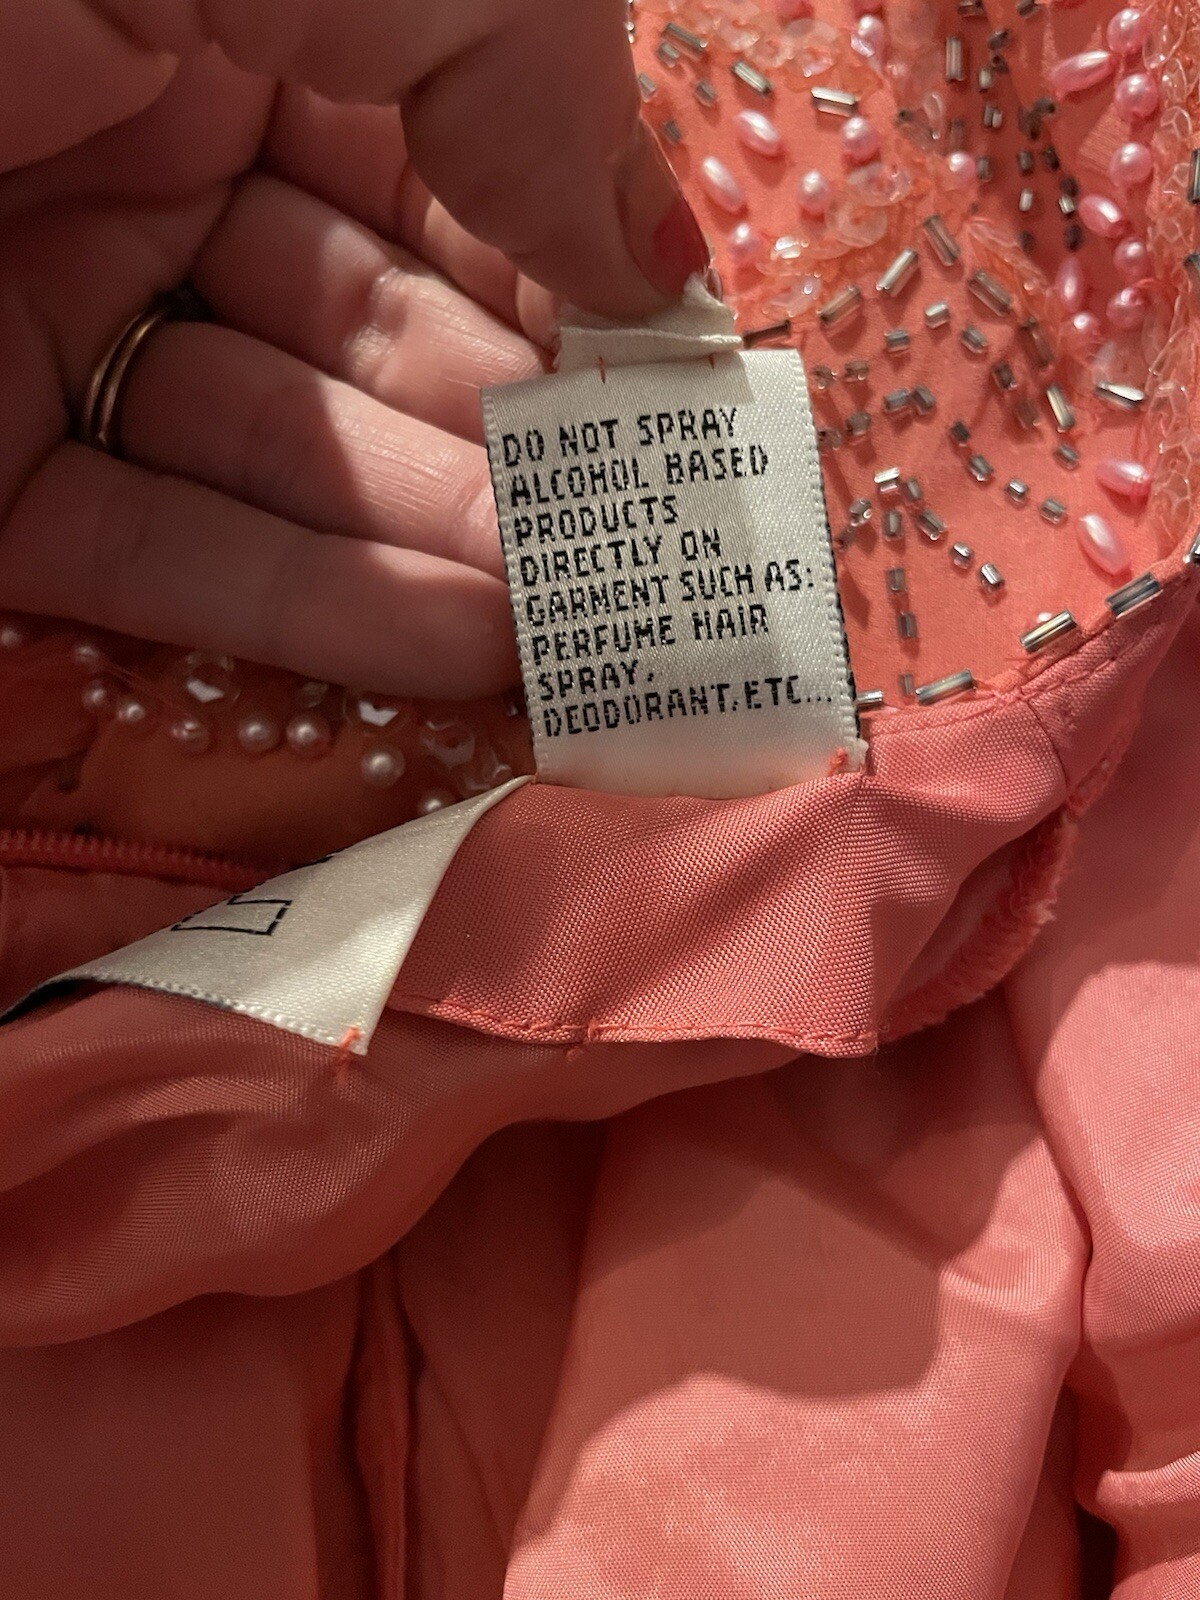 DO NOT SPRAY
ALCOHOL BASED
PRODUCTS
DIRECTLY ON
GARMENT SUCH AS:
PERFUME HAIR
SPRAY,
DEODORANT,ETC...